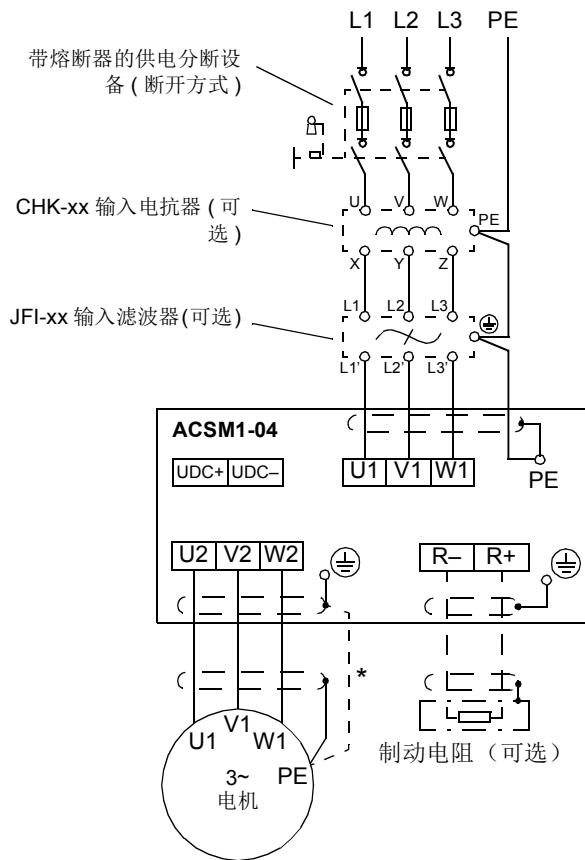 L1 L2 L3 PE
带熔断器的供电分断设
备 ( 断开方式 )
U V W
CHK-xx 输入电抗器 ( 可
选 )
PE
X Y Z
L1 L2 L3
JFI-xx 输入滤波器(可选)
L1' L2' L3'
ACSM1-04
UDC+ UDC–
U1 V1 W1
PE
U2 V2 W2
R– R+
*
U1 V1 W1
PE
3~
电机
制动电阻（可选）